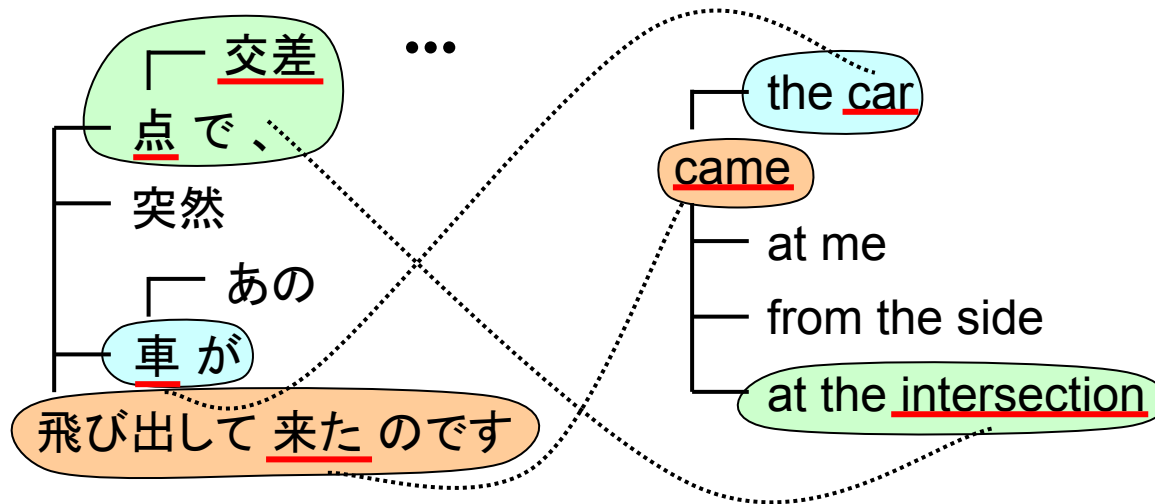 交差
点 で 、
突然
あの
車 が
飛び出して 来た のです
•••
the car
came
at me
from the side
at the intersection